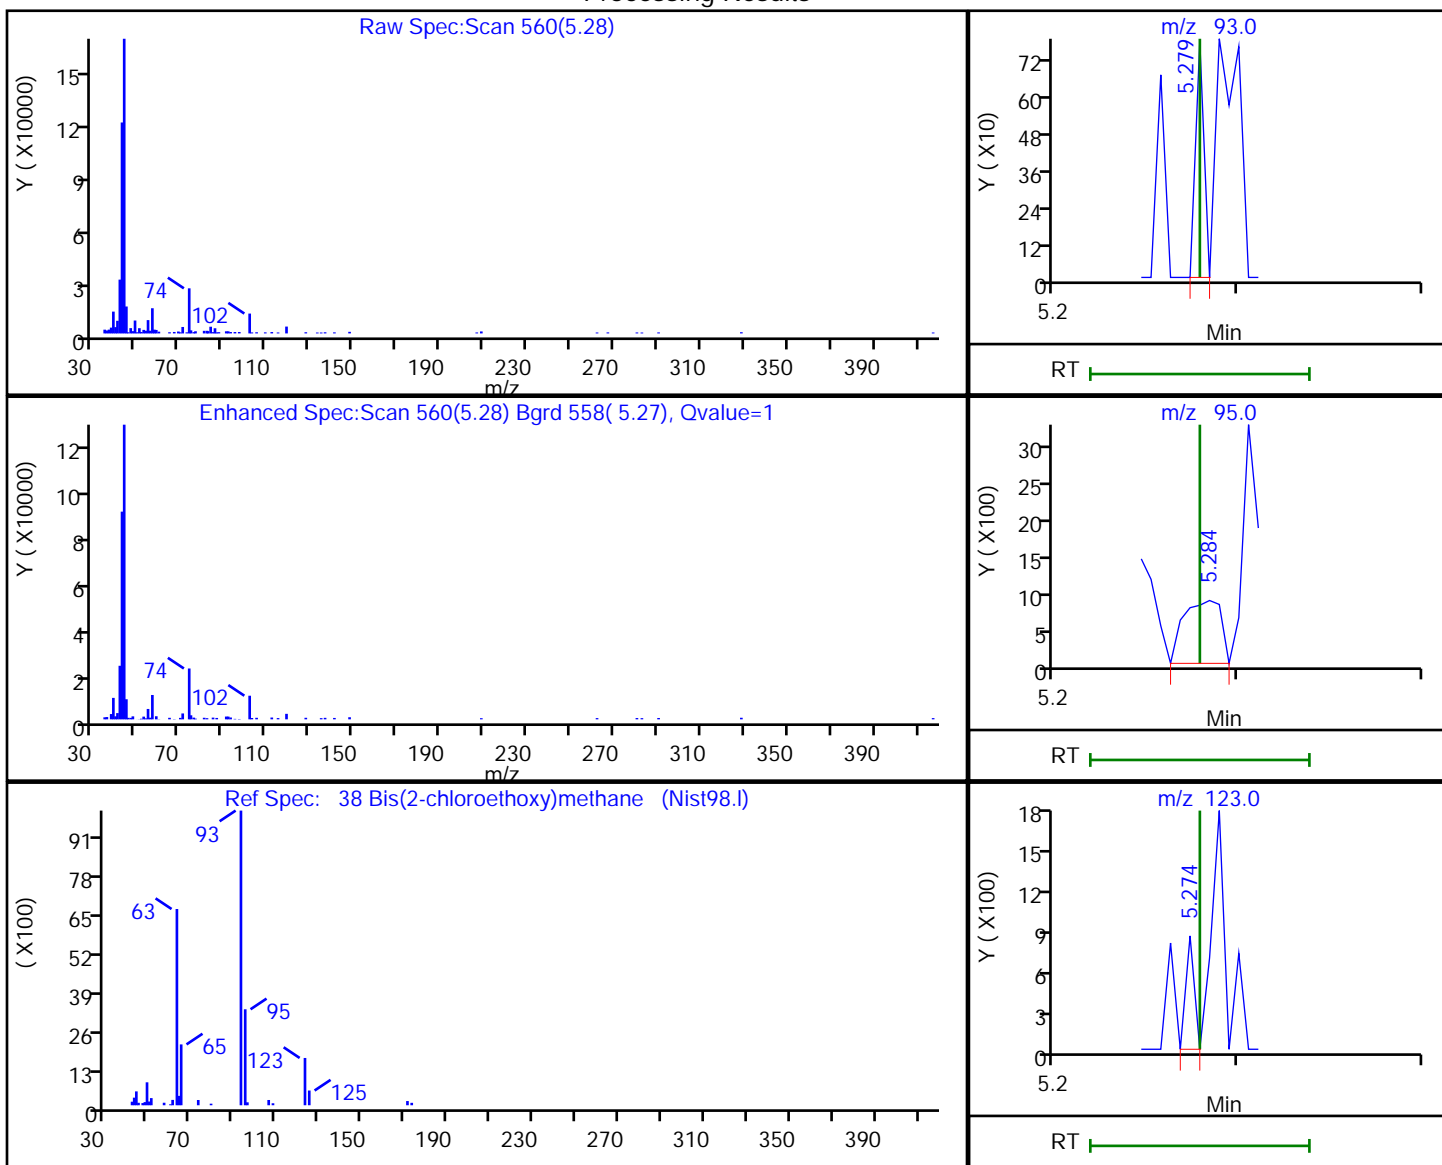 Processing Results
Raw Spec:Scan 560(5.28)
Y ( X10000)
15
12
9
6
3
0
74
102
30 70 110 150 190 230 270 310 350 390
m/z
m/z 93.0
Y ( X10)
72
60
48
36
24
12
0
5.279
5.2
Min
RT
Enhanced Spec:Scan 560(5.28) Bgrd 558( 5.27), Qvalue=1
Y ( X10000)
12
10
8
6
4
2
0
74
102
30 70 110 150 190 230 270 310 350 390
m/z
m/z 95.0
Y ( X100)
30
25
20
15
10
5
0
5.284
5.2
Min
RT
Ref Spec: 38 Bis(2-chloroethoxy)methane (Nist98.l)
( X100)
91
78
65
52
39
26
13
0
93
63
95
65
123
125
30 70 110 150 190 230 270 310 350 390
m/z 123.0
Y ( X100)
18
15
12
9
6
3
0
5.274
5.2
Min
RT